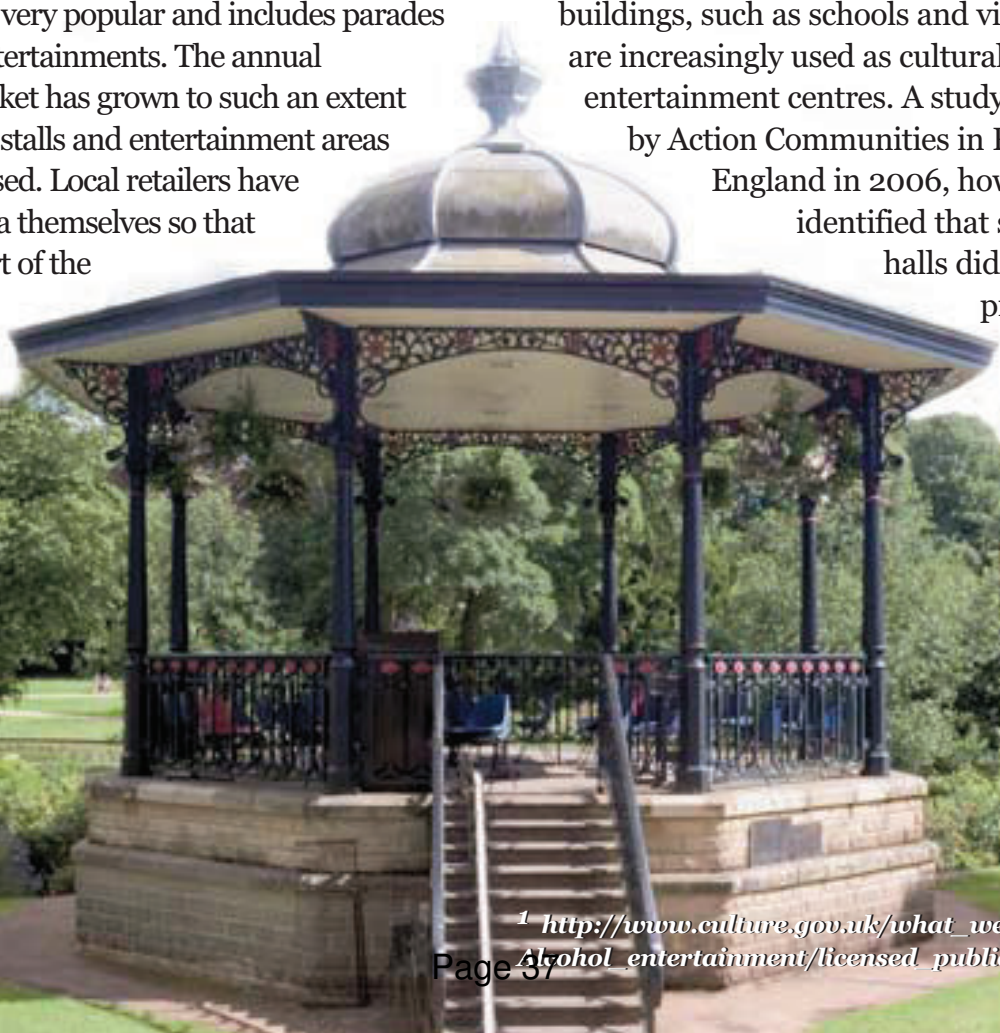 very popular and includes parades
tertainments. The annual
ket has grown to such an extent
stalls and entertainment areas
sed. Local retailers have
a themselves so that
t of the
buildings, such as schools and vi
are increasingly used as cultural
entertainment centres. A study
by Action Communities in
England in 2006, how
identified that s
halls did
pr
1 http://www.culture.gov.uk/what_we
Alcohol_entertainment/licensed_public
Page 37